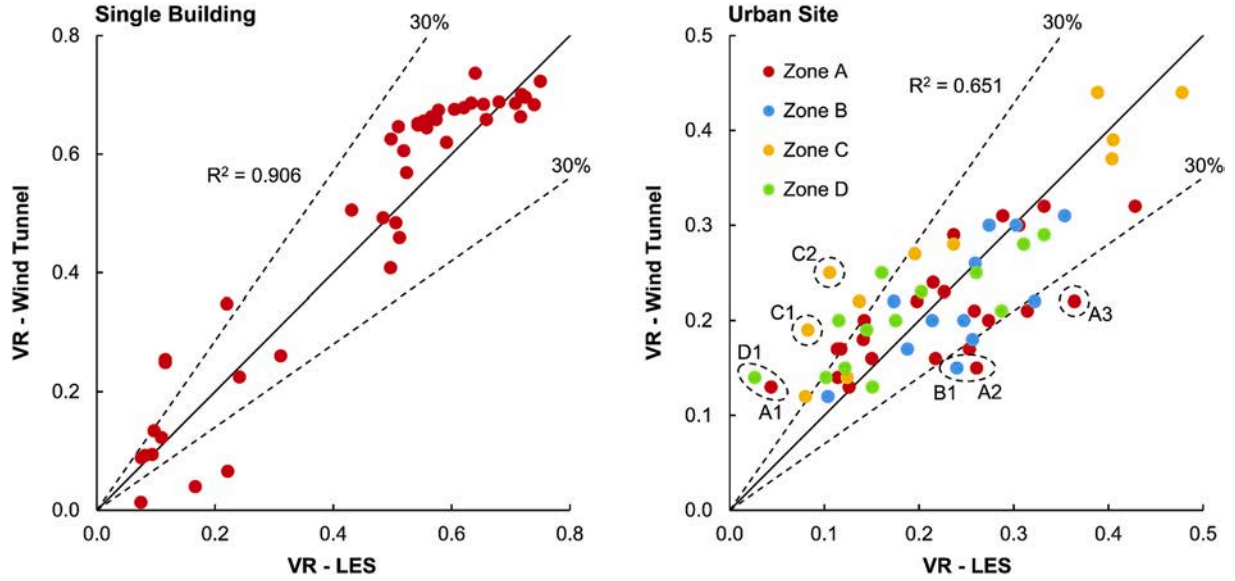 Single Building
30%
0.8
0.6
0.4
0.2
0.0
R² = 0.906
30%
0.0
0.2
0.4
0.6
0.8
VR - Wind Tunnel
VR - LES
Urban Site
30%
0.5
0.4
0.3
0.2
0.1
0.0
Zone A
Zone B
Zone C
Zone D
R² = 0.651
30%
C2
C1
D1
A1
B1
A2
A3
0.0
0.1
0.2
0.3
0.4
0.5
VR - Wind Tunnel
VR - LES